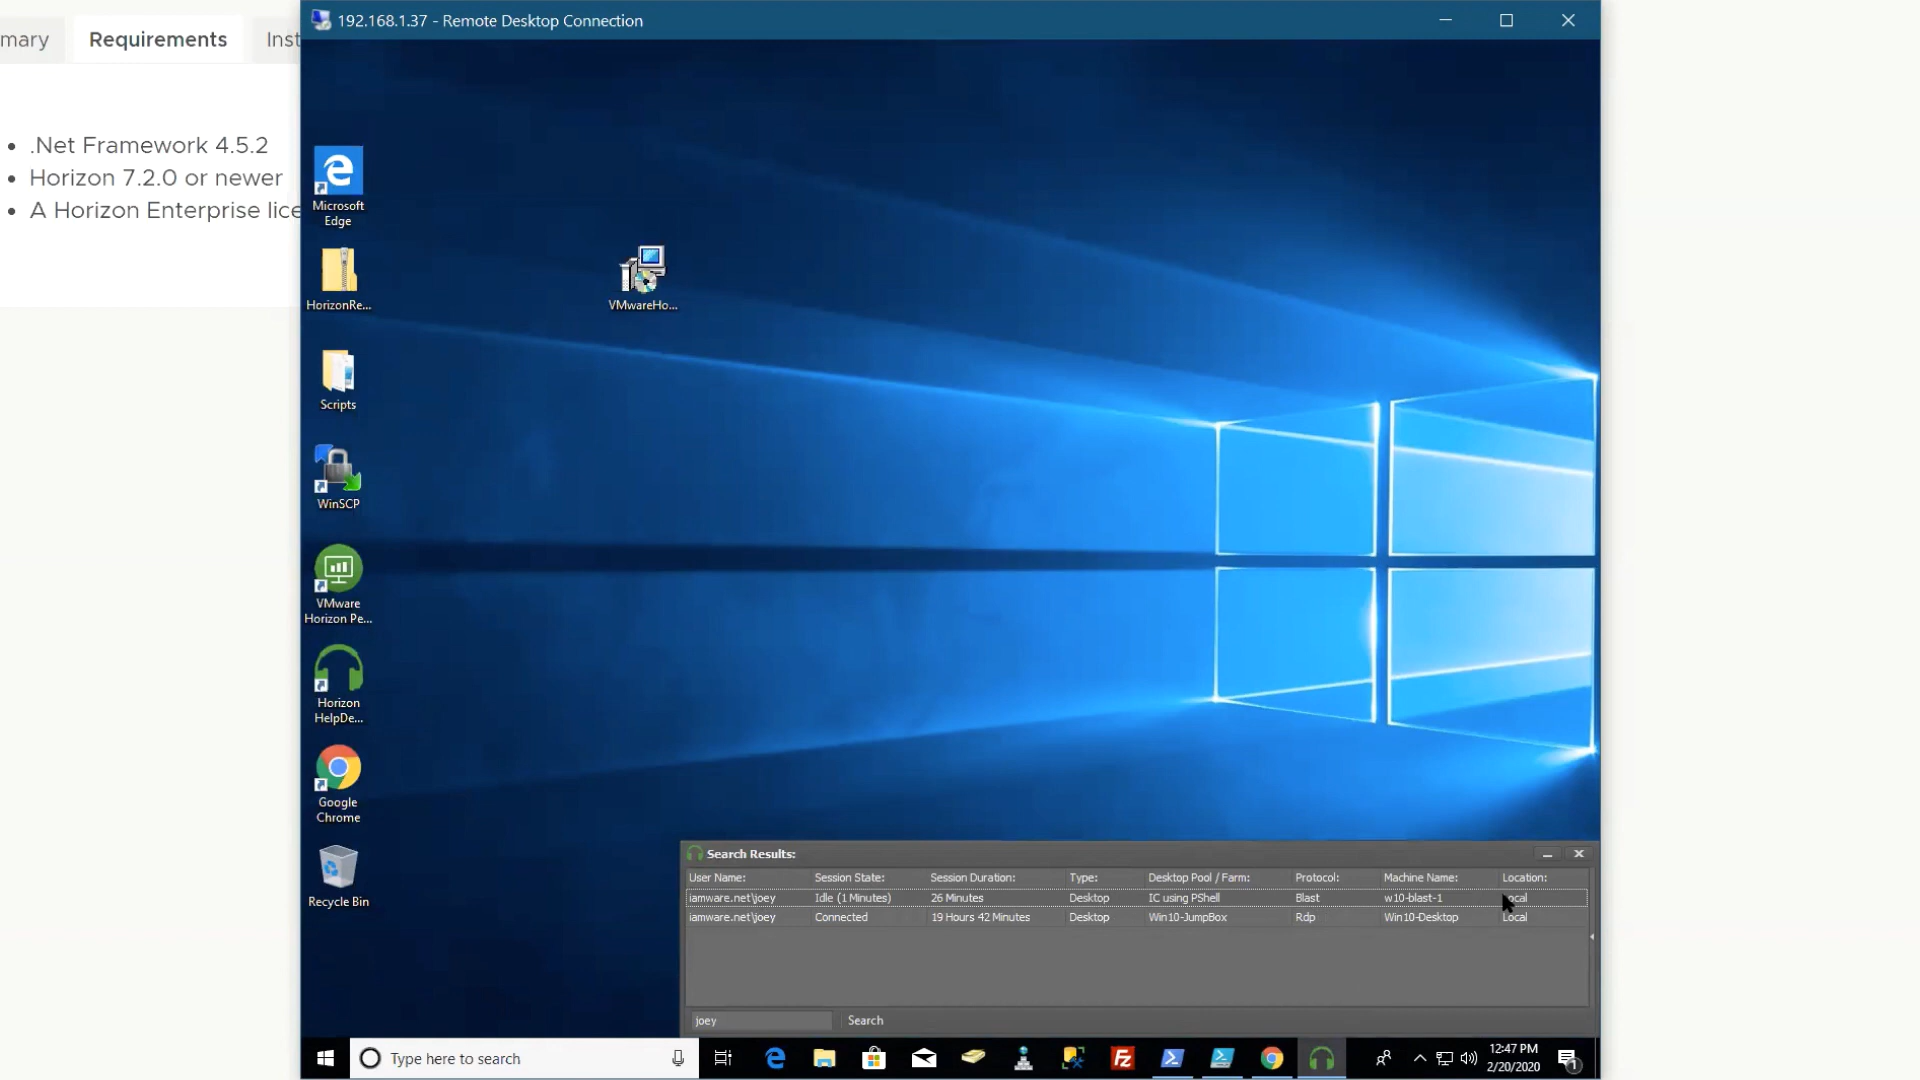 192.168.1.37 - Remote Desktop Connection
mary
Requirements
Inst
.Net Framework 4.5.2
Horizon 7.2.0 or newer
A Horizon Enterprise lice
Microsoft
Edge
HorizonRe...
VMwareHo...
Scripts
WinSCP
VMware
Horizon Pe...
Horizon
HelpDe...
Google
Chrome
Recycle Bin
Search Results:
User Name: Session State: Session Duration: Type: Desktop Pool / Farm: Protocol: Machine Name: Location:
iamware.net\joey Idle (1 Minutes) 26 Minutes Desktop IC using PShell Blast w10-blast-1 Local
iamware.net\joey Connected 19 Hours 42 Minutes Desktop Win10-JumpBox Rdp Win10-Desktop Local
joey
Search
Type here to search
12:47 PM
2/20/2020
1